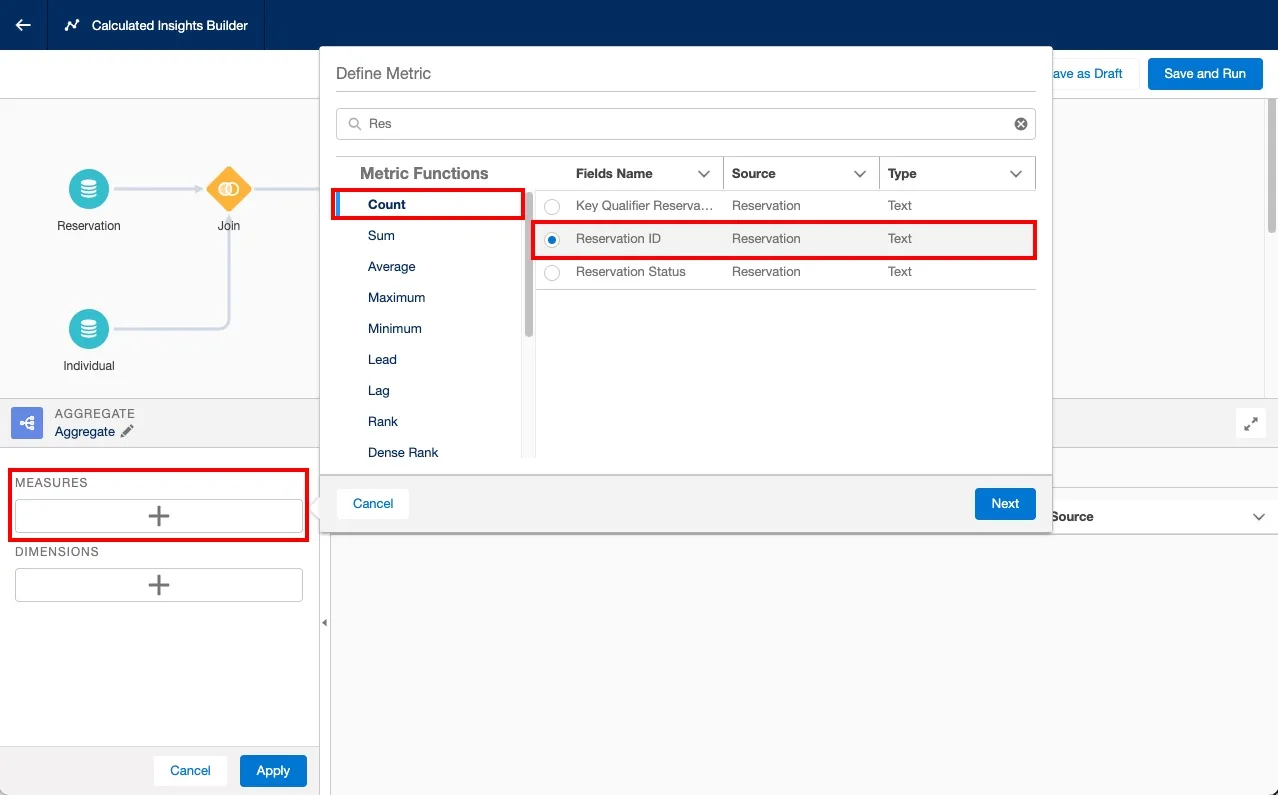 Calculated Insights Builder
ave as Draft
Save and Run
Define Metric
Res
Metric Functions
Count
Sum
Average
Maximum
Minimum
Lead
Lag
Rank
Dense Rank
Fields Name Source Type
Key Qualifier Reserva... Reservation Text
Reservation ID Reservation Text
Reservation Status Reservation Text
Cancel
Next
Reservation
Join
Individual
AGGREGATE
Aggregate
MEASURES
DIMENSIONS
Source
Cancel
Apply